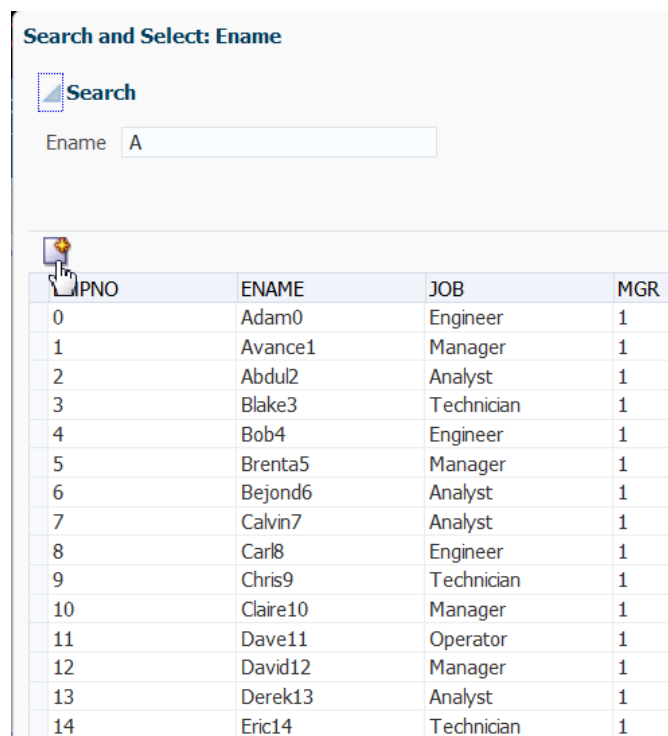 Search and Select: Ename
Search
Ename A
PNO ENAME JOB MGR
0 Adam0 Engineer 1
1 Avance1 Manager 1
2 Abdul2 Analyst 1
3 Blake3 Technician 1
4 Bob4 Engineer 1
5 Brenta5 Manager 1
6 Bejond6 Analyst 1
7 Calvin7 Analyst 1
8 Carl8 Engineer 1
9 Chris9 Technician 1
10 Claire10 Manager 1
11 Dave11 Operator 1
12 David12 Manager 1
13 Derek13 Analyst 1
14 Eric14 Technician 1